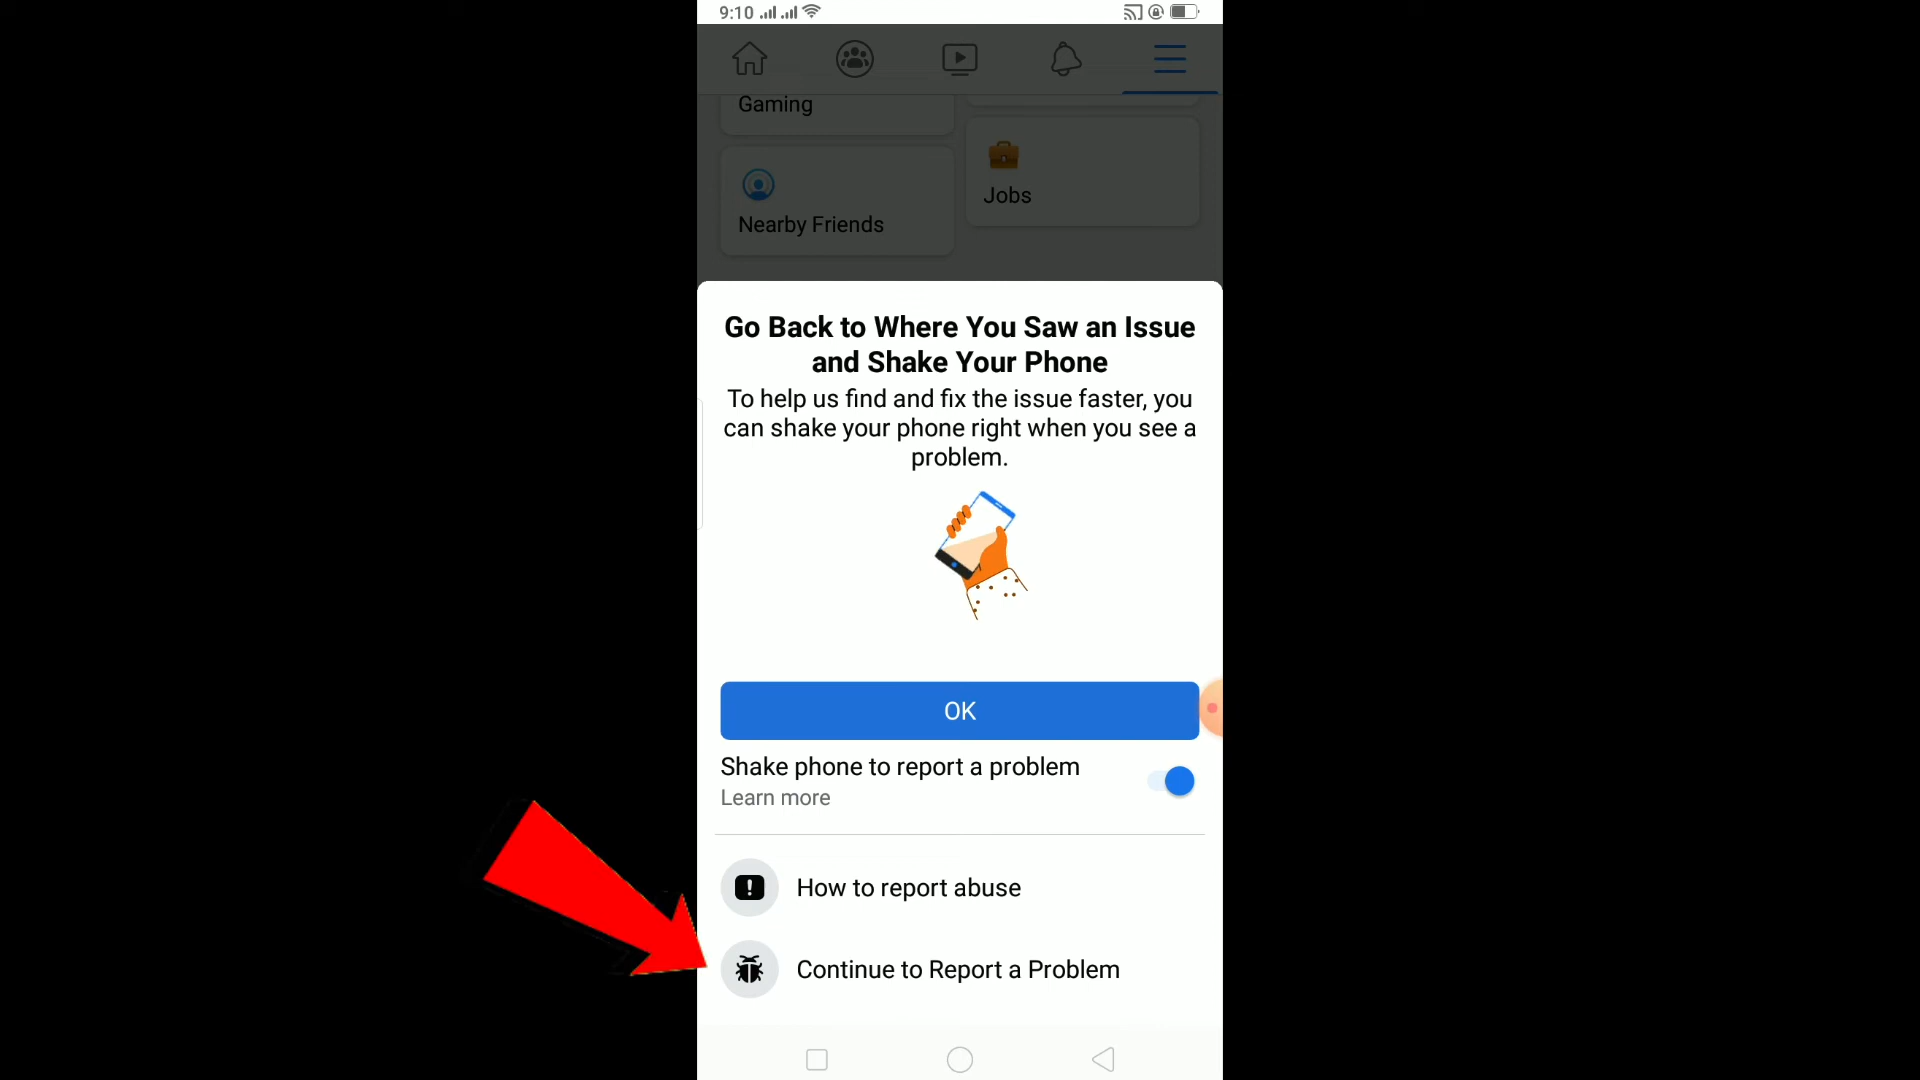 9:10
Gaming
Jobs
Nearby Friends
Go Back to Where You Saw an Issue
and Shake Your Phone
To help us find and fix the issue faster, you
can shake your phone right when you see a
problem.
OK
Shake phone to report a problem
Learn more
How to report abuse
Continue to Report a Problem